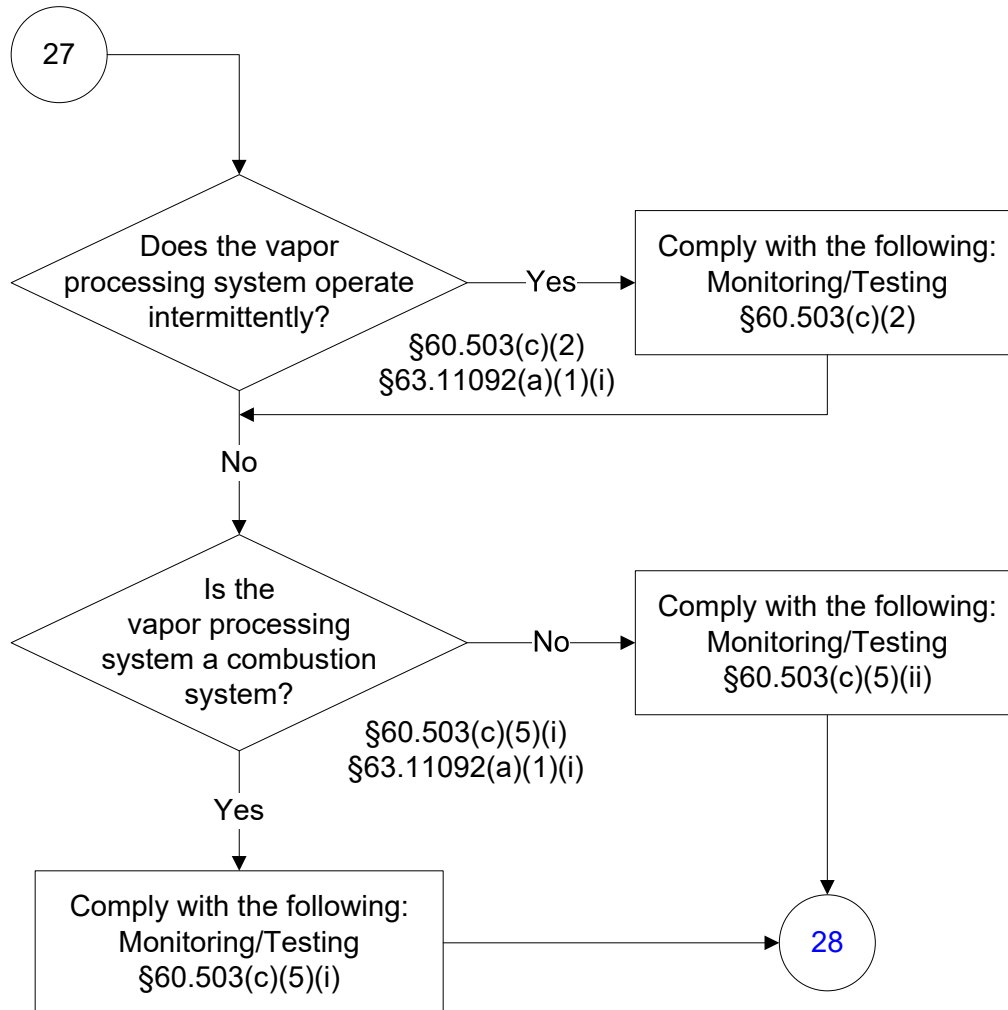 27
Does the vapor
processing system operate
intermittently?
Yes
Comply with the following:
Monitoring/Testing
§60.503(c)(2)
§60.503(c)(2)
§63.11092(a)(1)(i)
No
Is the
vapor processing
system a combustion
system?
No
Comply with the following:
Monitoring/Testing
§60.503(c)(5)(ii)
§60.503(c)(5)(i)
§63.11092(a)(1)(i)
Yes
Comply with the following:
Monitoring/Testing
§60.503(c)(5)(i)
28